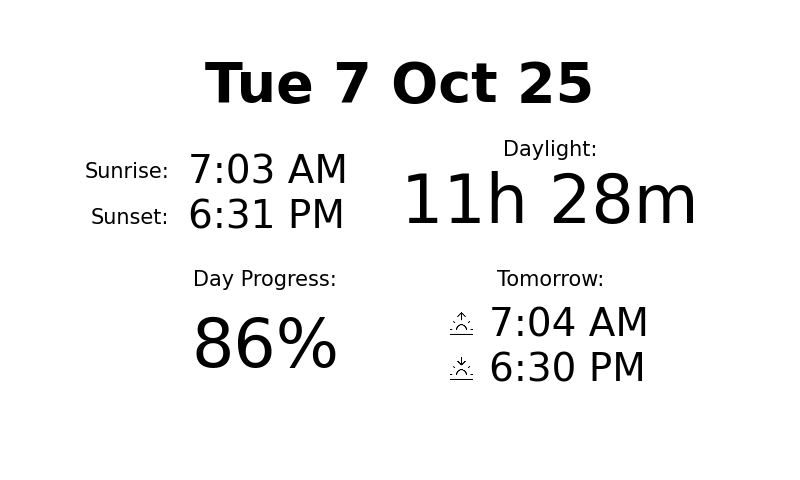 Tue 7 Oct 25
Sunrise: 7:03 AM
Sunset: 6:31 PM
Daylight:
11h 28m
Day Progress:
86%
Tomorrow:
7:04 AM
6:30 PM